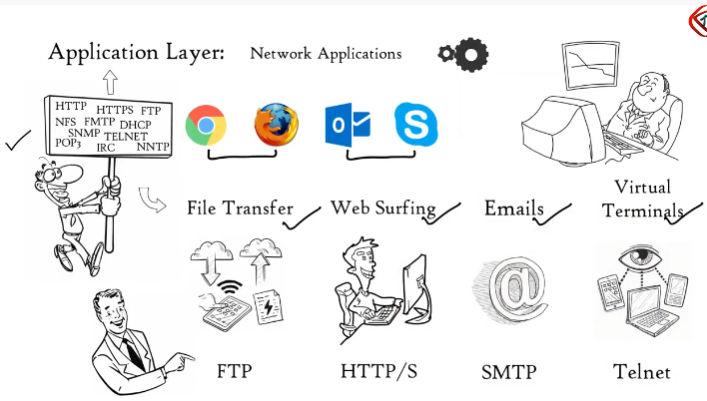 Application Layer: Network Applications
HTTP HTTPS FTP
NFS FMTP DHCP
SNMP TELNET
POP3 IRC NNTP
File Transfer
Web Surfing
Emails
Virtual
Terminals
FTP
HTTP/S
SMTP
Telnet